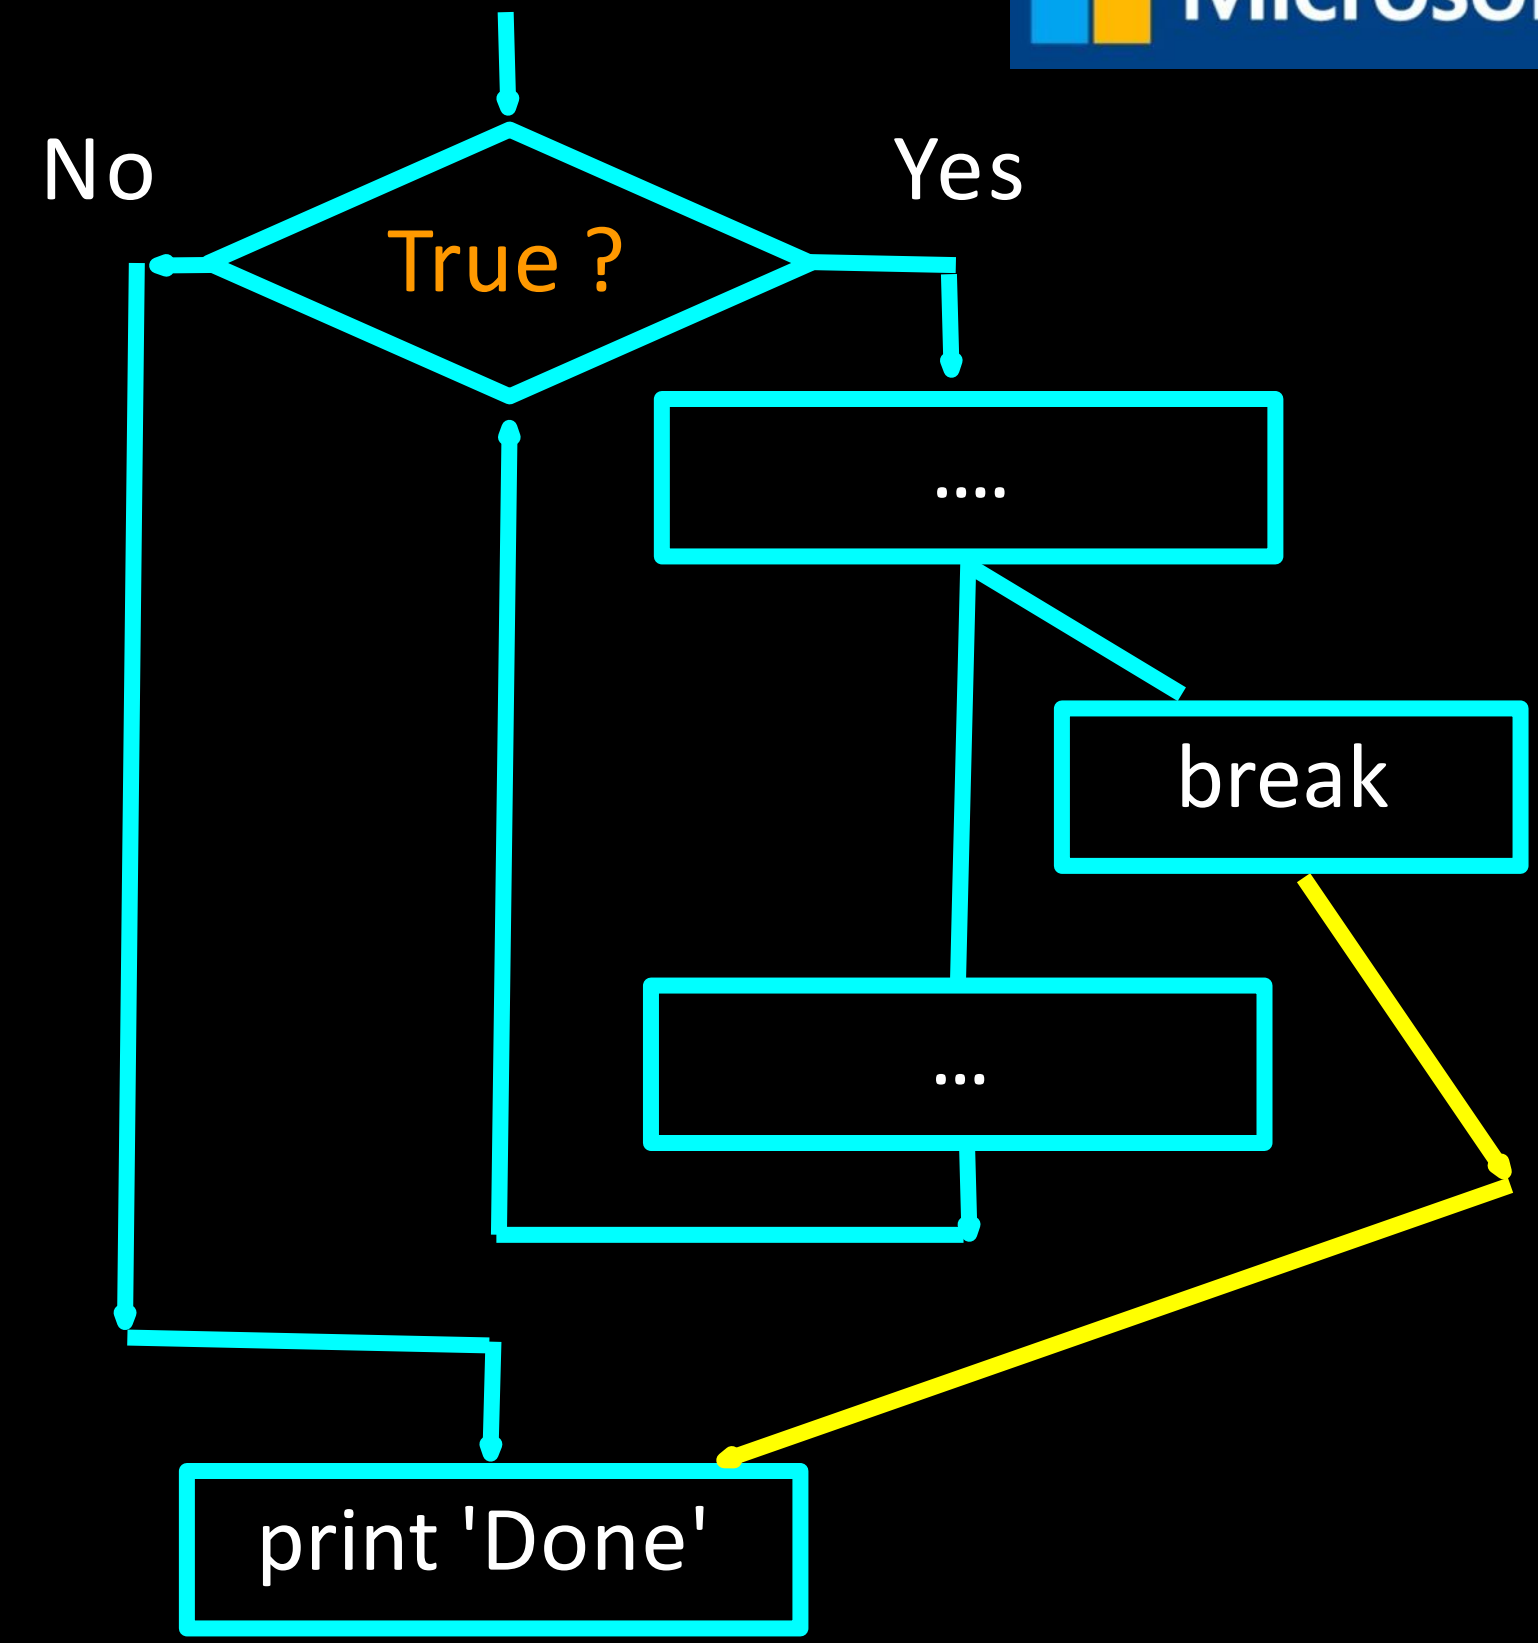 No
Yes
True ?
....
break
...
print 'Done'